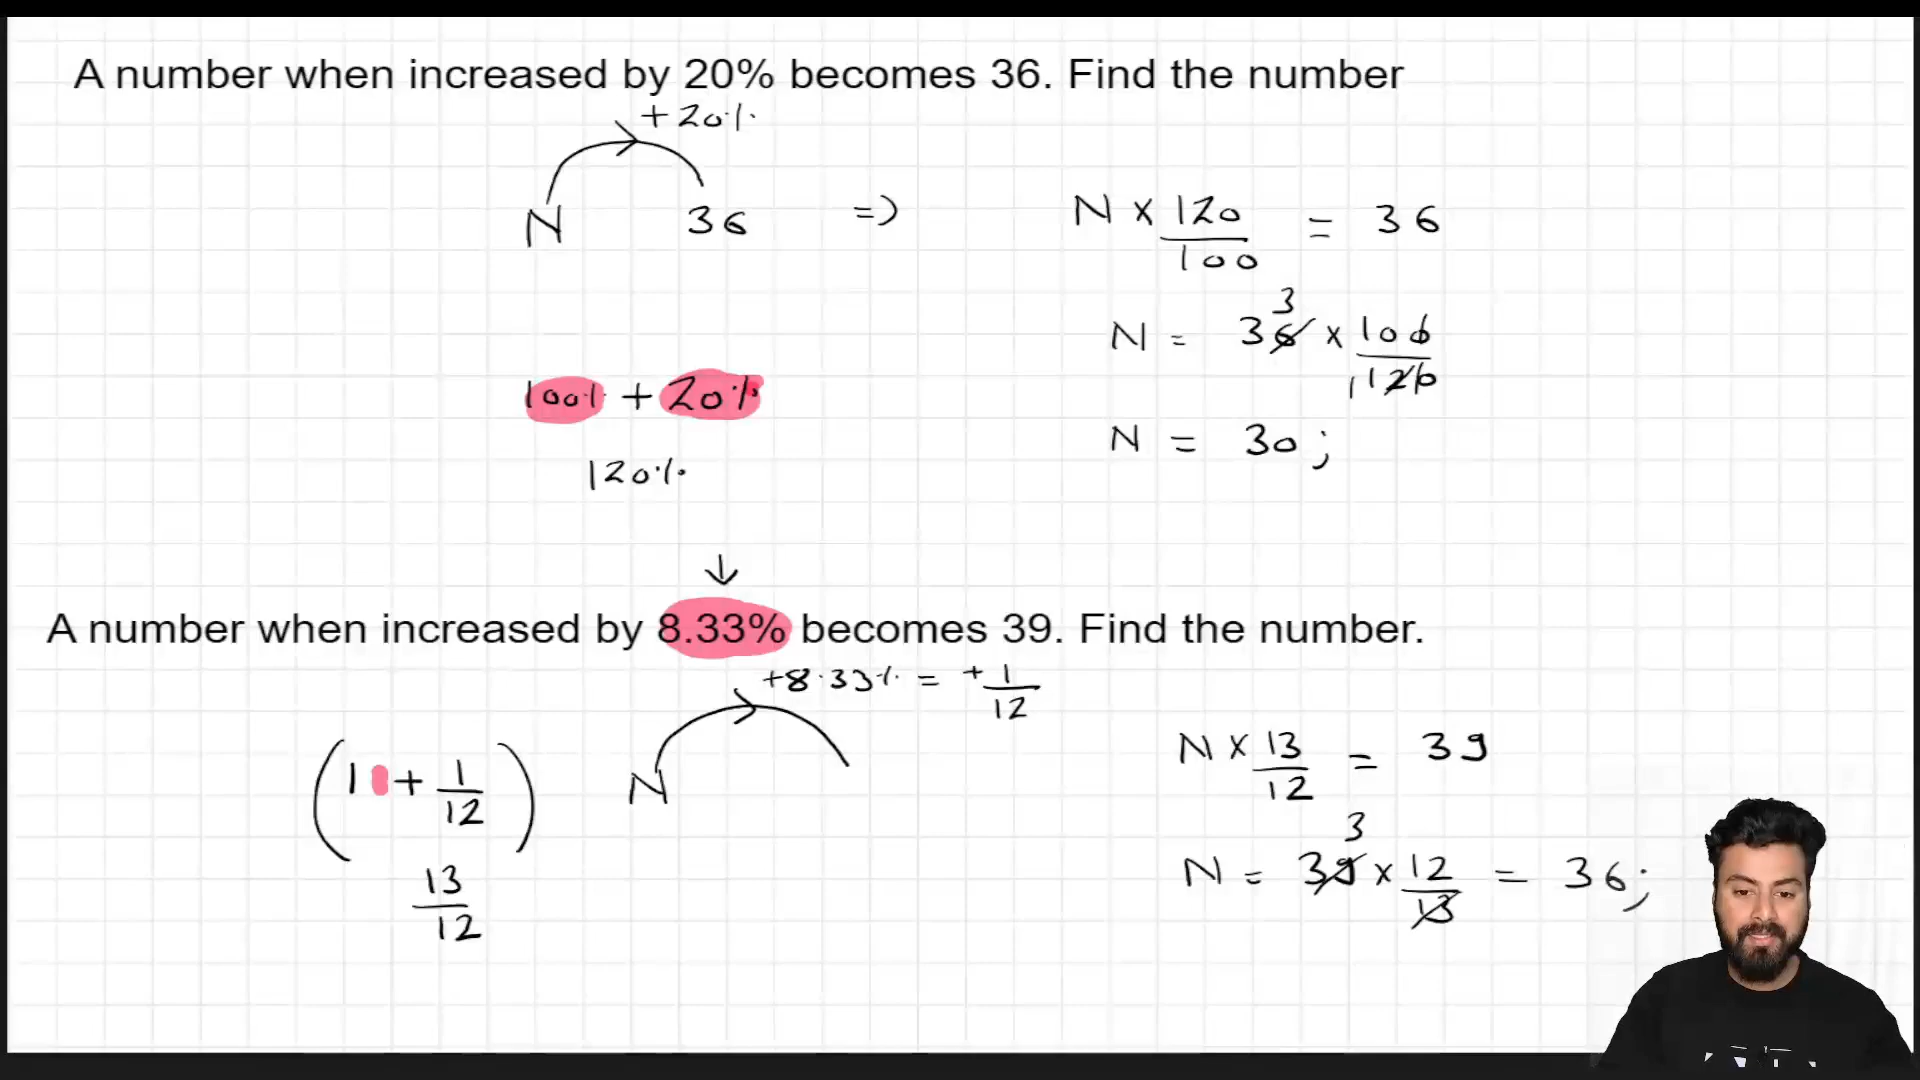 A number when increased by 20% becomes 36. Find the number
+20%
N 36 => N × 120/100 = 36
3
N = 36 × 100/120
1
100% + 20%
N = 30;
120%
↓
A number when increased by 8.33% becomes 39. Find the number.
+8.33% = +1/12
(1 + 1/12) N N × 13/12 = 39
3
13/12 N = 39 × 12/13 = 36;